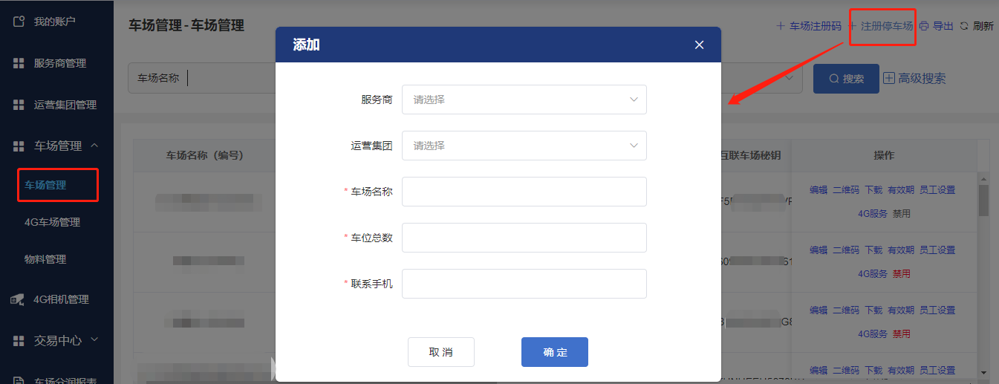 我的账户
服务商管理
运营集团管理
车场管理
车场管理
4G车场管理
物料管理
4G相机管理
交易中心
车场分润报表
车场管理 - 车场管理
车场注册码 注册停车场 导出 刷新
车场名称
搜索 高级搜索
车场名称（编号）
互联车场秘钥 操作
编辑 二维码 下载 有效期 员工设置
4G服务 禁用
编辑 二维码 下载 有效期 员工设置
4G服务 禁用
编辑 二维码 下载 有效期 员工设置
4G服务 禁用
编辑 二维码 下载 有效期 员工设置
添加
服务商 请选择
运营集团 请选择
* 车场名称
* 车位总数
* 联系手机
取 消 确 定